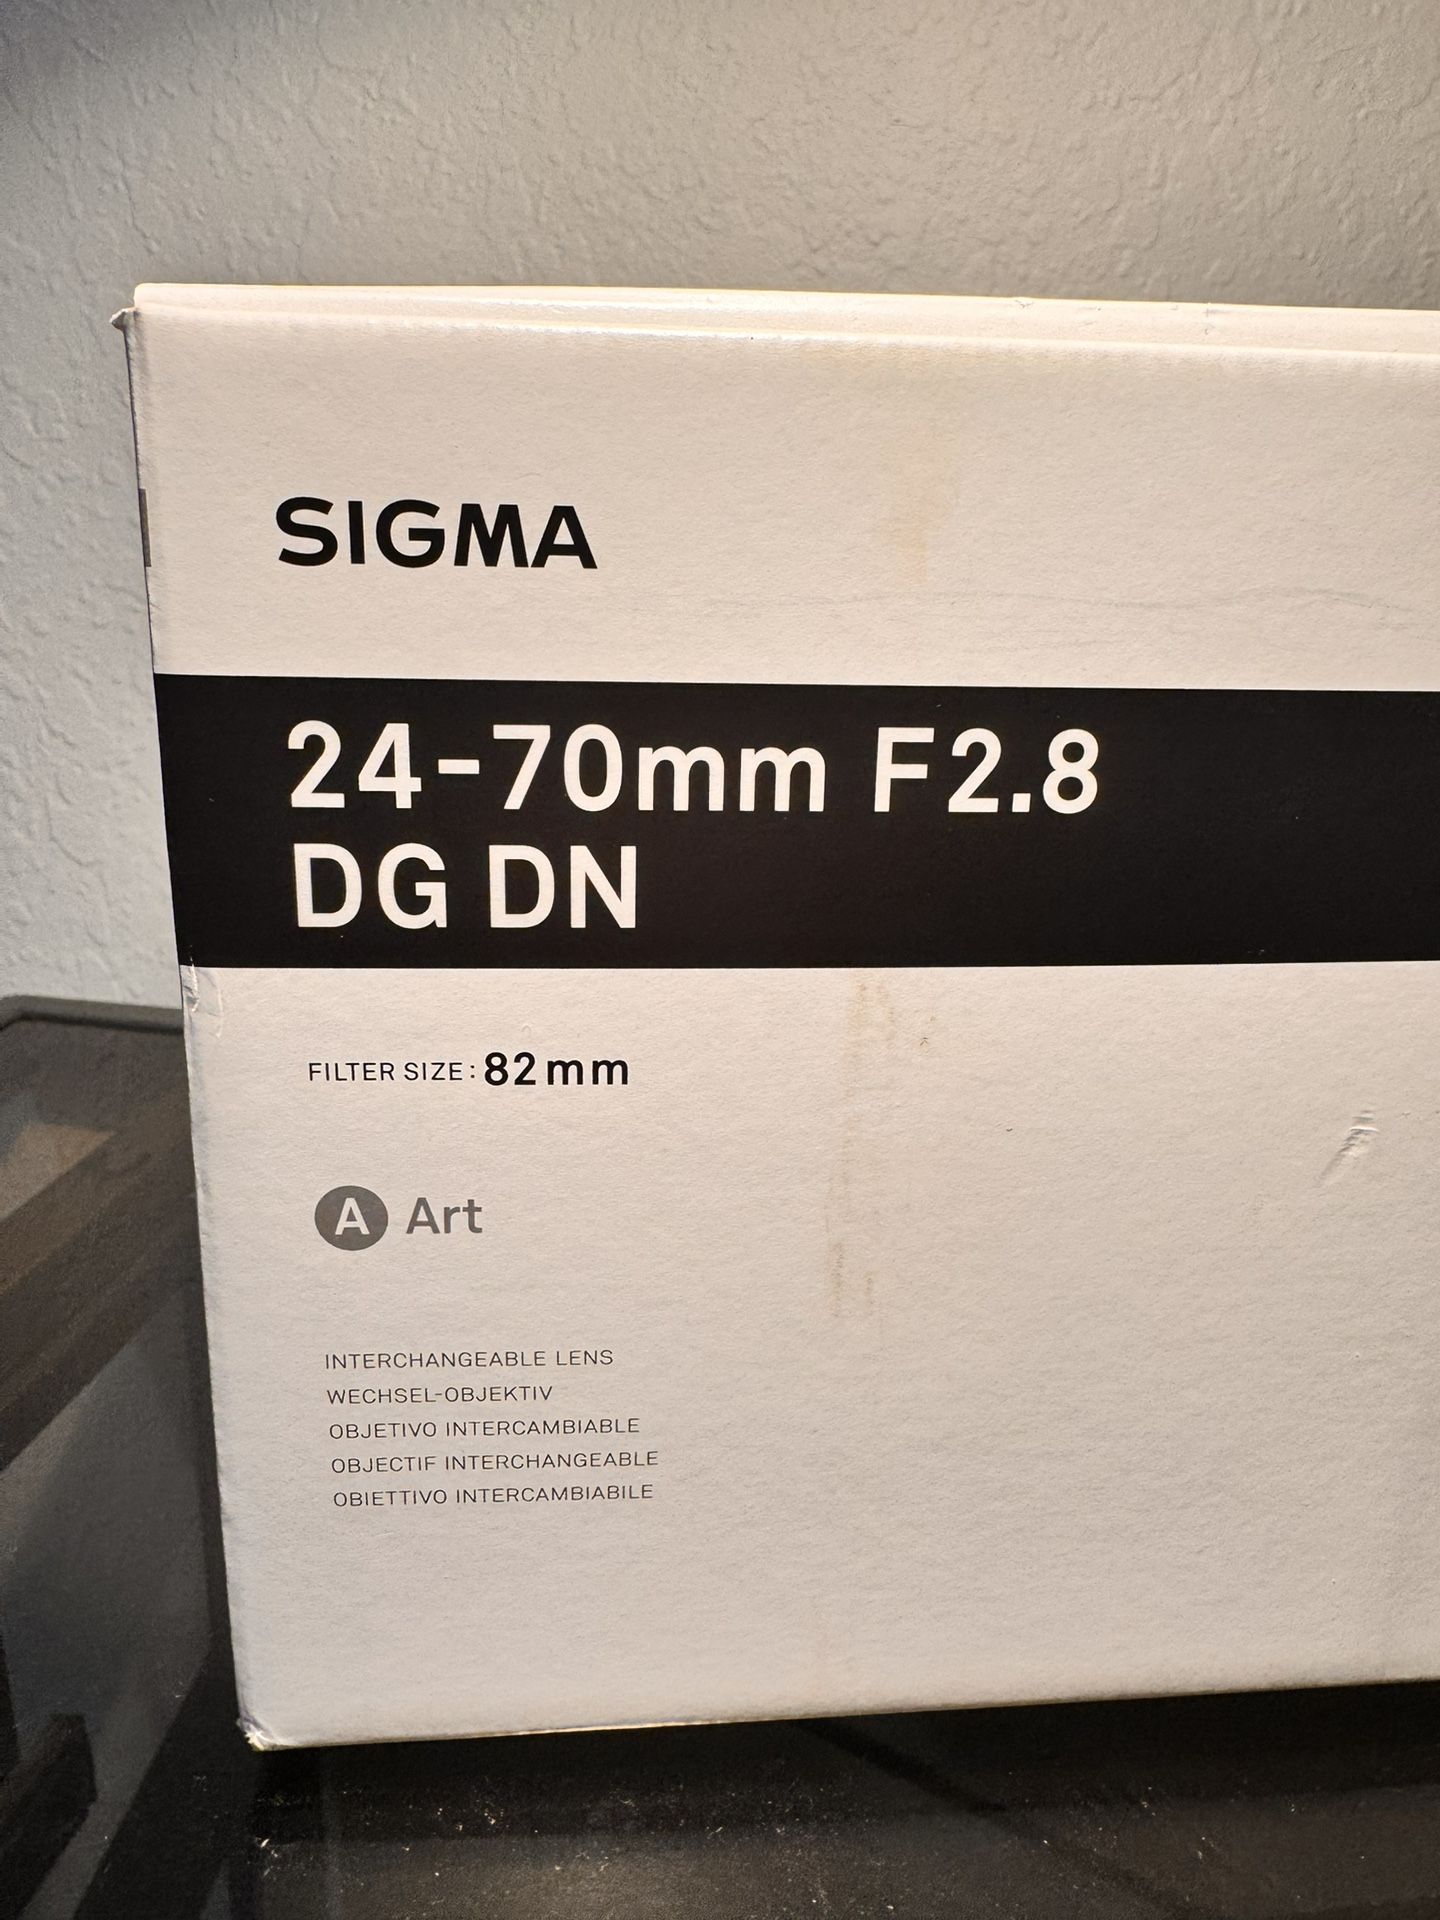 SIGMA
24-70mm F2.8
DG DN
FILTER SIZE: 82mm
A Art
INTERCHANGEABLE LENS
WECHSEL-OBJEKTIV
OBJETIVO INTERCAMBIABLE
OBJECTIF INTERCHANGEABLE
OBIETTIVO INTERCAMBIABILE